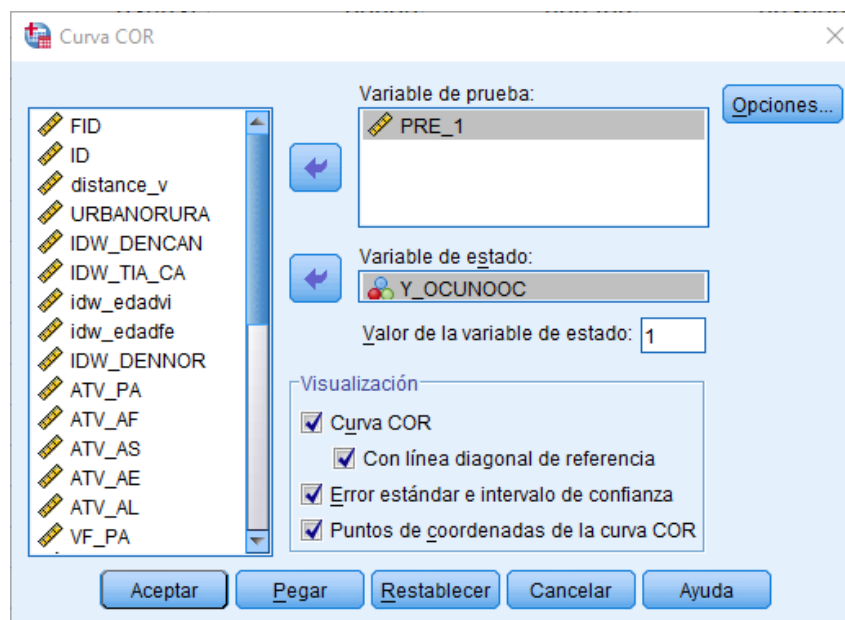 Curva COR
Variable de prueba:
Opciones...
PRE_1
FID
ID
distance_v
URBANORURA
IDW_DENCAN
IDW_TIA_CA
idw_edadvi
idw_edadfe
IDW_DENNOR
ATV_PA
ATV_AF
ATV_AS
ATV_AE
ATV_AL
VF_PA
Variable de estado:
Y_OCUNOOC
Valor de la variable de estado: 1
Visualización
Curva COR
Con línea diagonal de referencia
Error estándar e intervalo de confianza
Puntos de coordenadas de la curva COR
Aceptar Pegar Restablecer Cancelar Ayuda